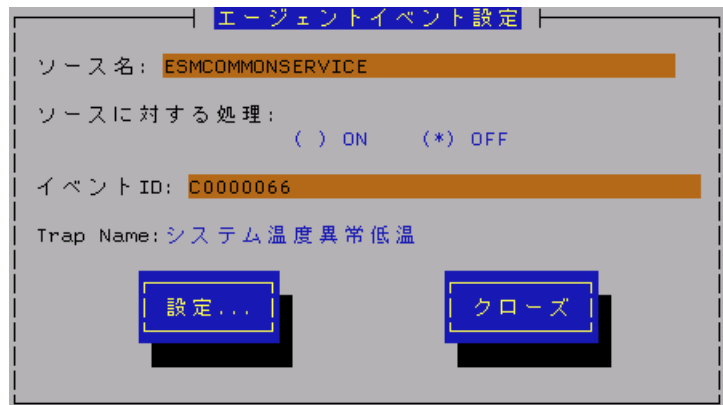 エージェントイベント設定
ソース名: ESMCOMMONSERVICE
ソースに対する処理:
( ) ON (*) OFF
イベントID: C0000066
Trap Name:システム温度異常低温
設定... クローズ